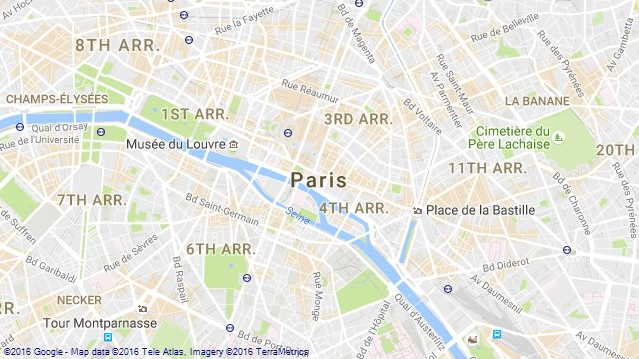 Av Hoche
Rue la Fayette
Bd de Magenta
Rue de Belleville
Av Gambetta
8TH ARR.
Rue Saint-Maur
Rue des Pyrénées
Av Parmentier
Rue Réaumur
CHAMPS-ÉLYSÉES
LA BANANE
1ST ARR.
3RD ARR.
Bd Voltaire
Quai d'Orsay
Rue de l'Université
Musée du Louvre
Cimetière du
Père Lachaise
20TH
11TH ARR.
Paris
7TH ARR.
Bd de Charonne
Rue des Pyrénées
4TH ARR.
Place de la Bastille
Bd Saint-Germain
Seine
de Suffren
Rue de Sèvres
6TH ARR.
Bd Garibaldi
Bd Raspail
Bd Diderot
Av Daumesnil
Rue Monge
NECKER
Quai d'Austerlitz
Tour Montparnasse
Bd de l'Hôpital
Av Daumesnil
Bd de Port
©2016 Google - Map data ©2016 Tele Atlas, Imagery ©2016 TerraMetrics